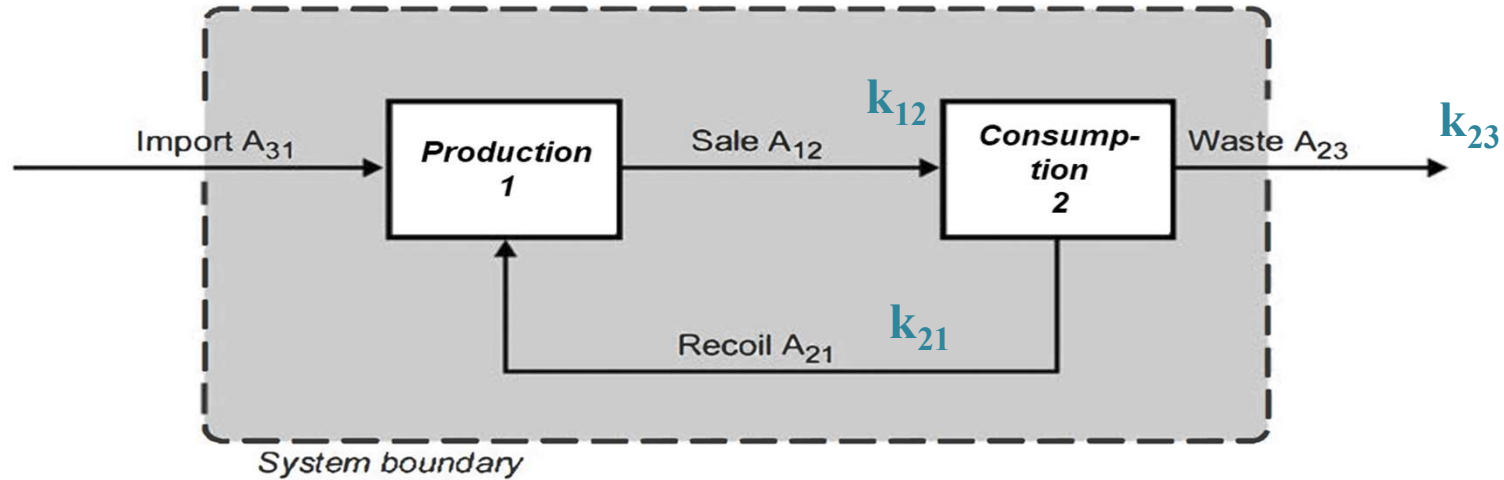 k12
k23
Import A31
Production
1
Sale A12
Consump-
tion
2
Waste A23
Recoil A21
k21
System boundary